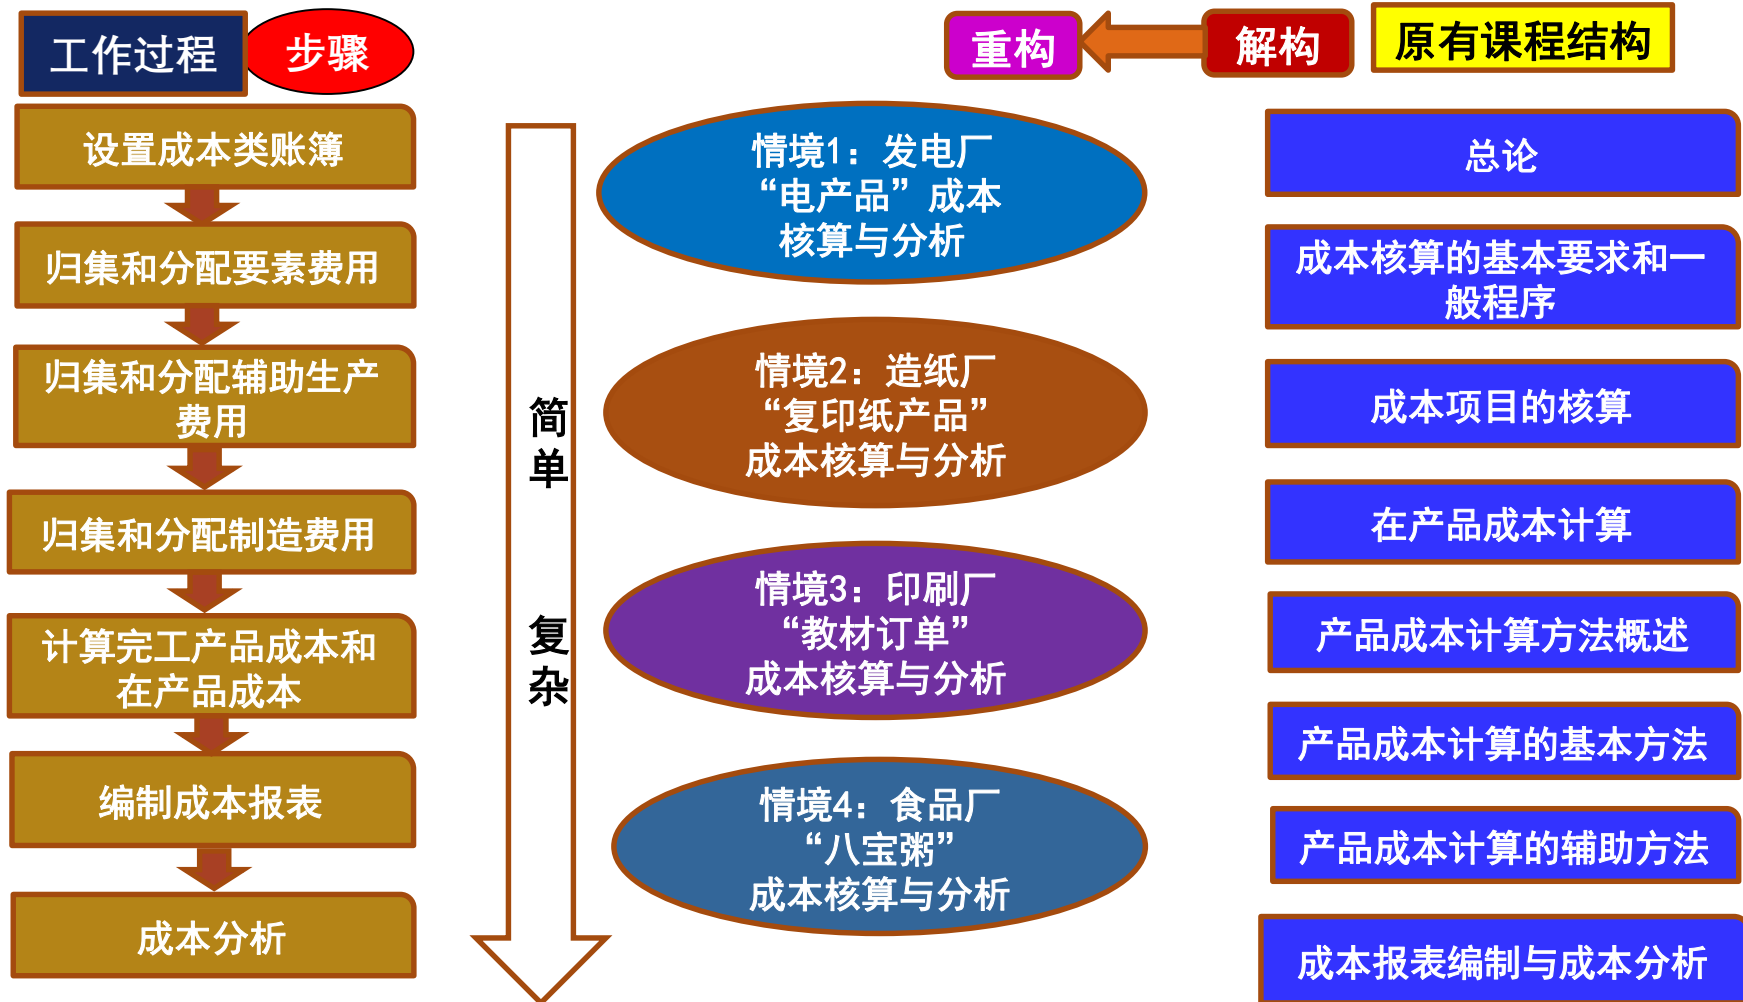 工作过程
步骤
重构
解构
原有课程结构
设置成本类账簿
归集和分配要素费用
归集和分配辅助生产
费用
归集和分配制造费用
计算完工产品成本和
在产品成本
编制成本报表
成本分析
简
单
复
杂
情境1：发电厂
“电产品”成本
核算与分析
情境2：造纸厂
“复印纸产品”
成本核算与分析
情境3：印刷厂
“教材订单”
成本核算与分析
情境4：食品厂
“八宝粥”
成本核算与分析
总论
成本核算的基本要求和一
般程序
成本项目的核算
在产品成本计算
产品成本计算方法概述
产品成本计算的基本方法
产品成本计算的辅助方法
成本报表编制与成本分析